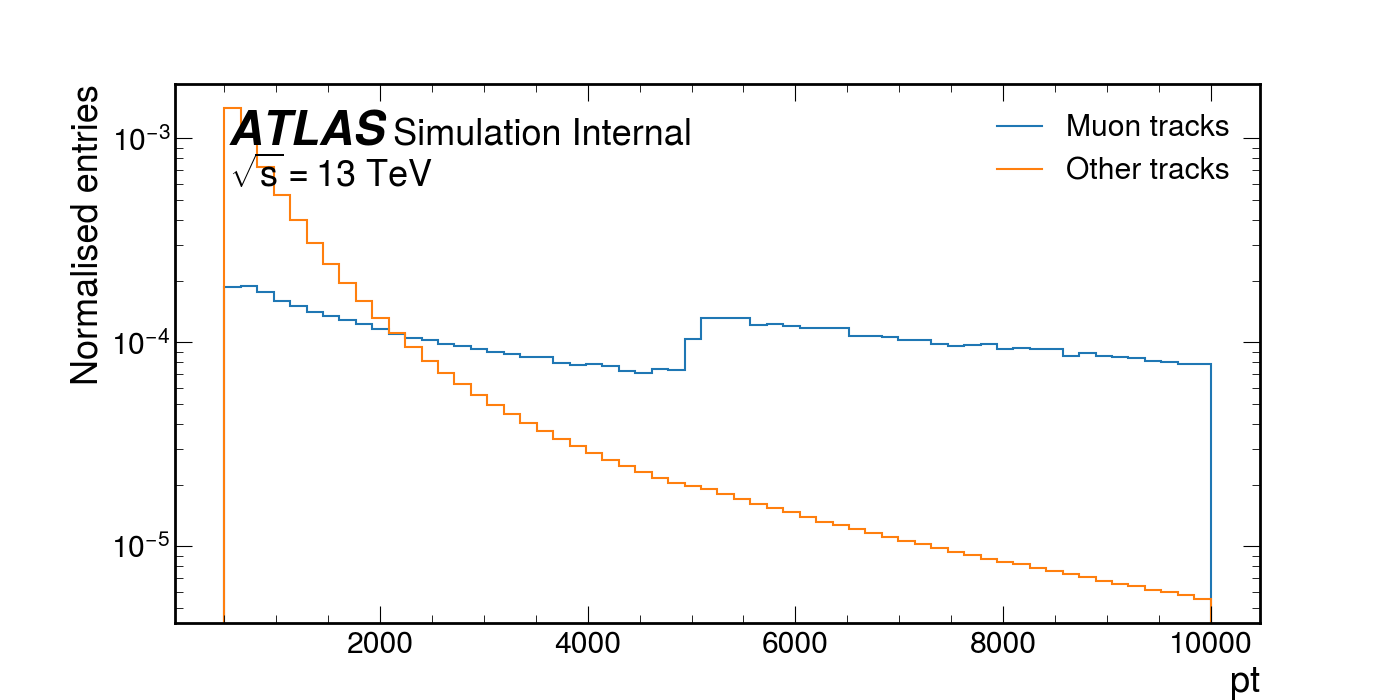 ATLAS Simulation Internal
√s = 13 TeV
Muon tracks
Other tracks
Normalised entries
10⁻³
10⁻⁴
10⁻⁵
2000 4000 6000 8000 10000
pt